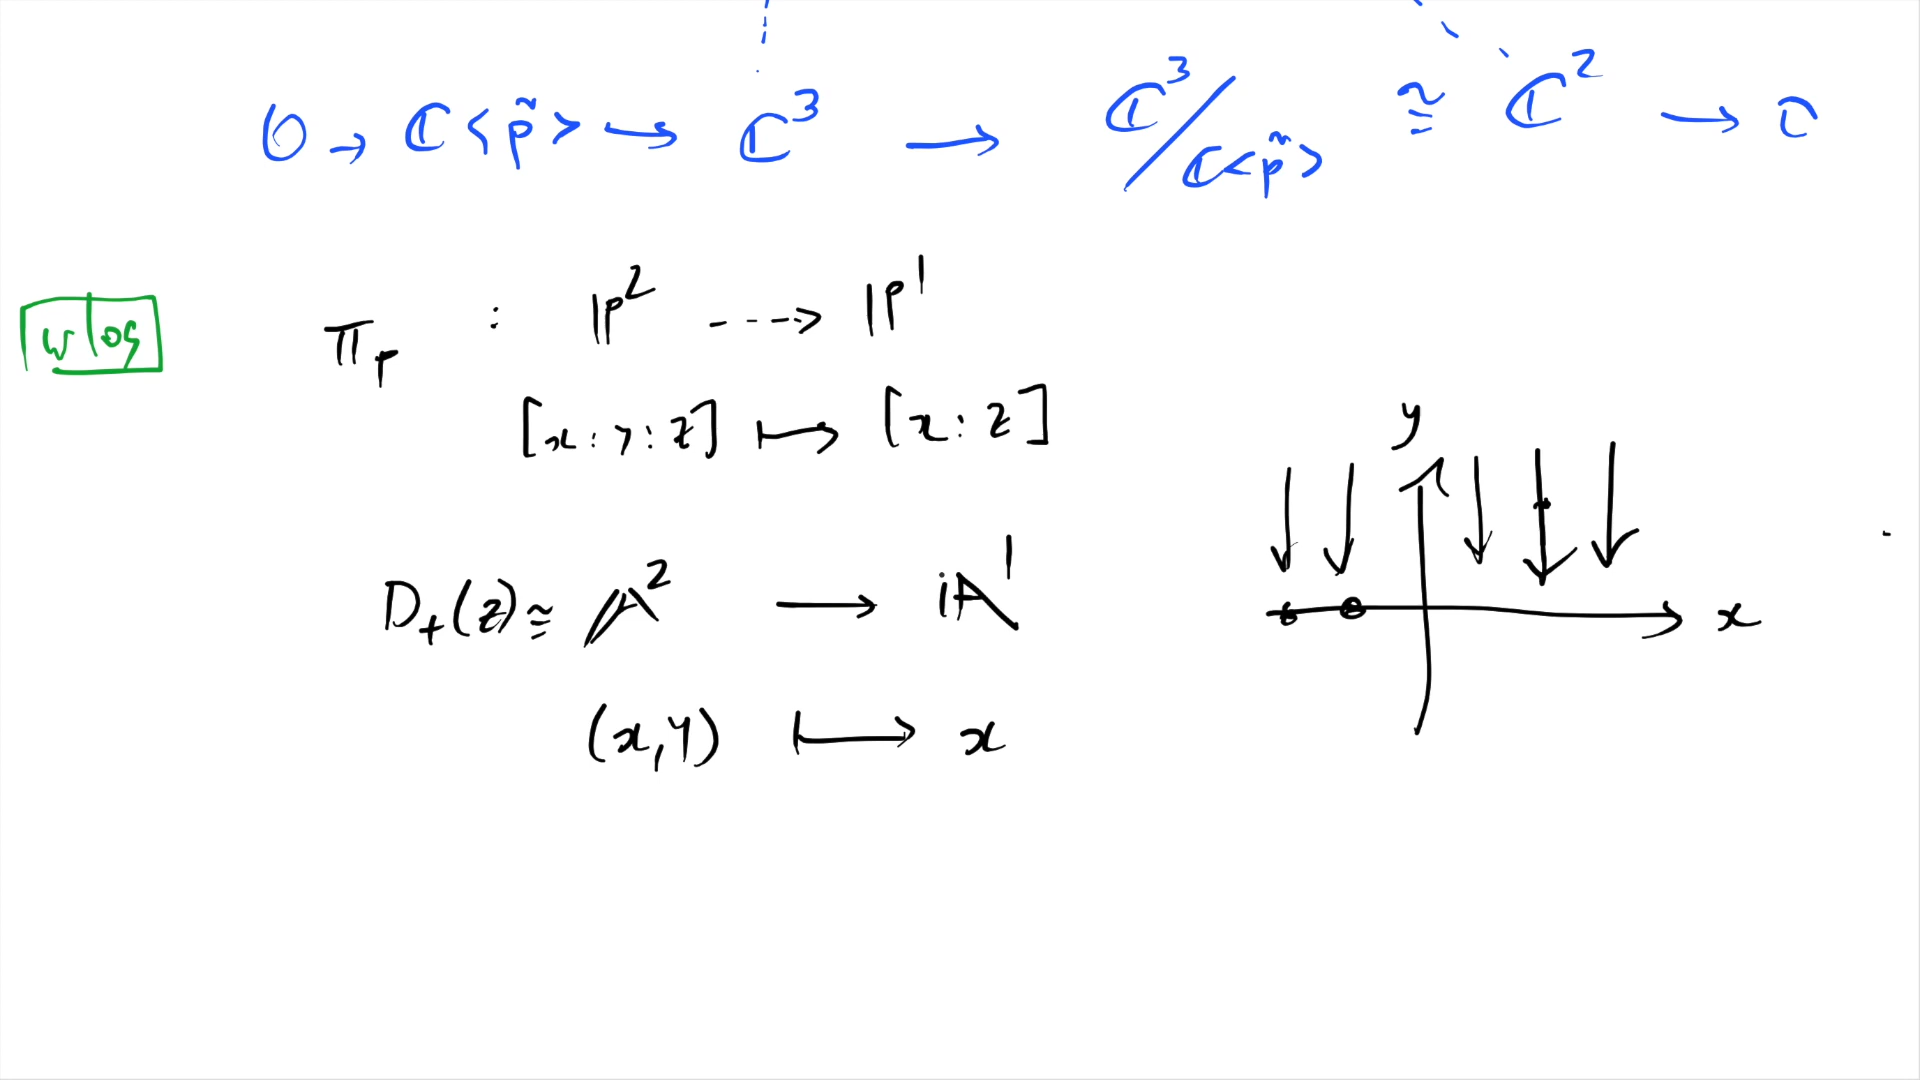 0 → ℂ<p̃> → ℂ³ → ℂ³/ℂ<p̃> ≅ ℂ² → 0
wlog
π_p : ℙ² ⇢ ℙ¹
[x : y : z] ↦ [x : z]
D₊(z) ≅ 𝔸² → 𝔸¹
(x, y) ↦ x
y
x